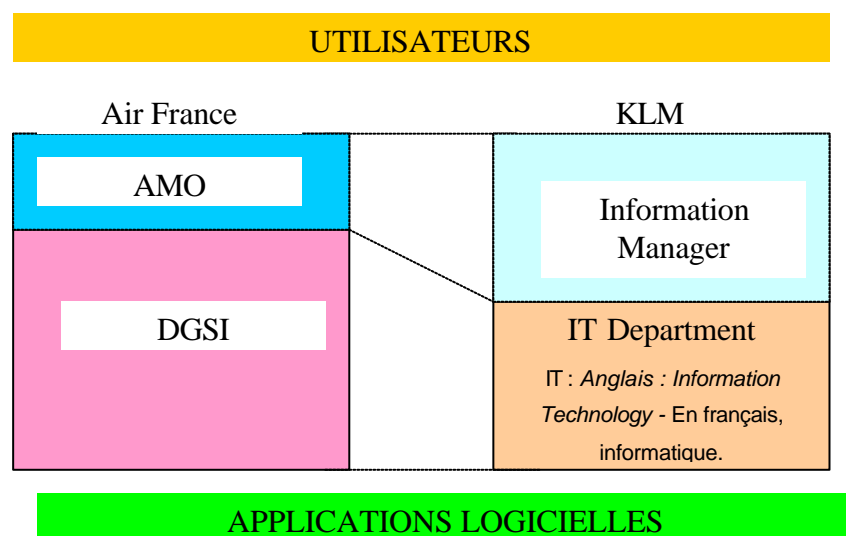 UTILISATEURS
Air France
KLM
AMO
Information
Manager
DGSI
IT Department
IT : Anglais : Information
Technology - En français,
informatique.
APPLICATIONS LOGICIELLES